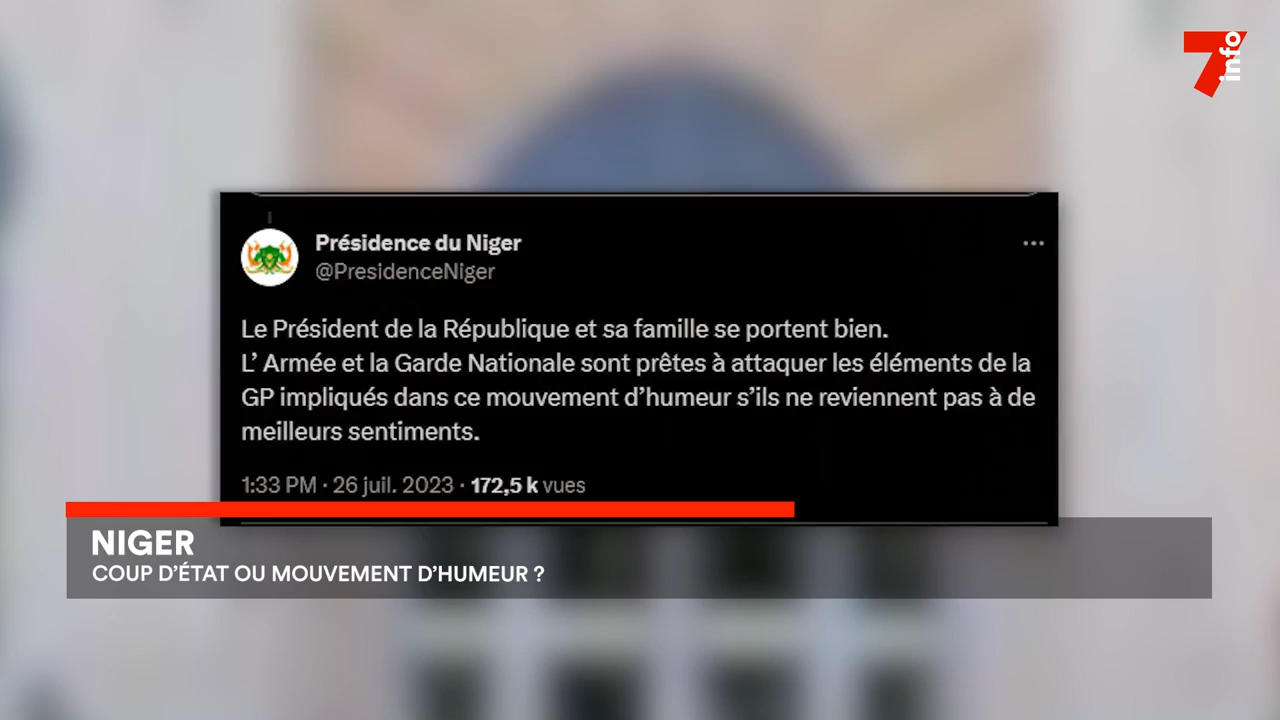 7info
Présidence du Niger
@PresidenceNiger
Le Président de la République et sa famille se portent bien.
L’ Armée et la Garde Nationale sont prêtes à attaquer les éléments de la
GP impliqués dans ce mouvement d’humeur s’ils ne reviennent pas à de
meilleurs sentiments.
1:33 PM · 26 juil. 2023 · 172,5 k vues
NIGER
COUP D’ÉTAT OU MOUVEMENT D’HUMEUR ?